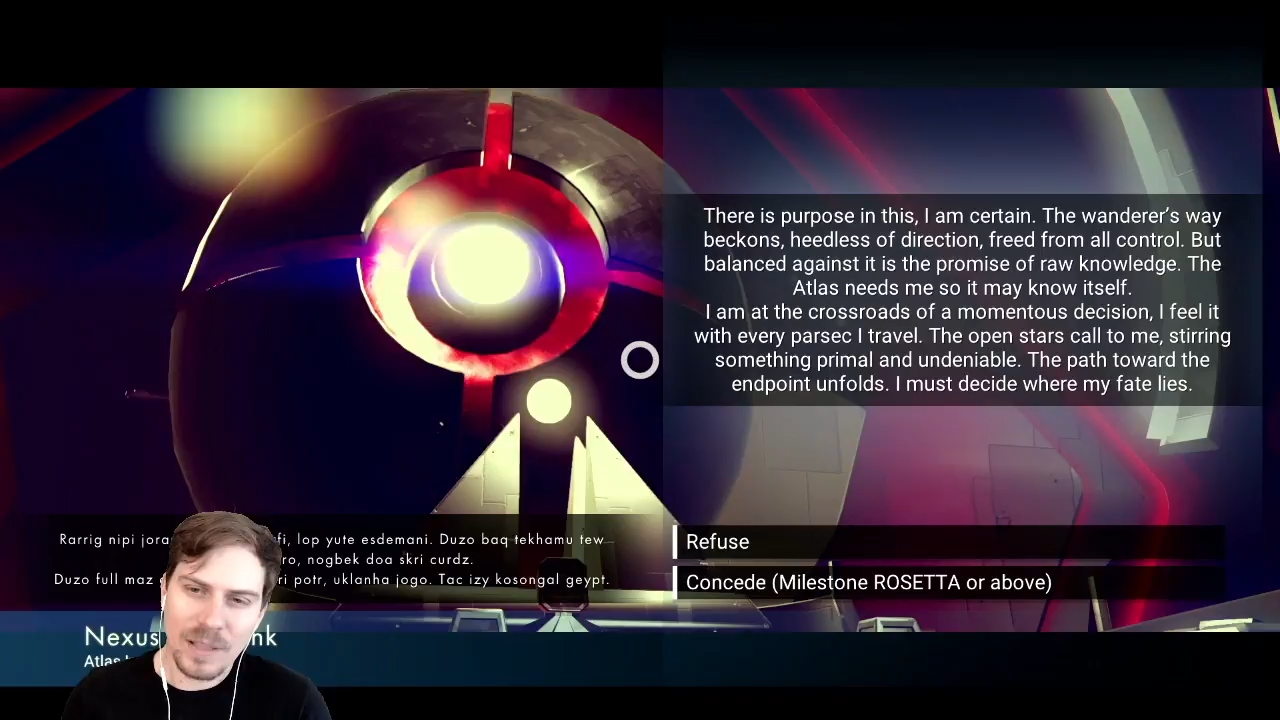 There is purpose in this, I am certain. The wanderer’s way
beckons, heedless of direction, freed from all control. But
balanced against it is the promise of raw knowledge. The
Atlas needs me so it may know itself.
I am at the crossroads of a momentous decision, I feel it
with every parsec I travel. The open stars call to me, stirring
something primal and undeniable. The path toward the
endpoint unfolds. I must decide where my fate lies.
Rarrig nipi lop yute esdemani. Duzo baq tekhamu tew
nogbek doa skri curdz.
Duzo full maz potr, uklanha jogo. Tac izy kosongal geypt.
Refuse
Concede (Milestone ROSETTA or above)
Nexus
Atlas